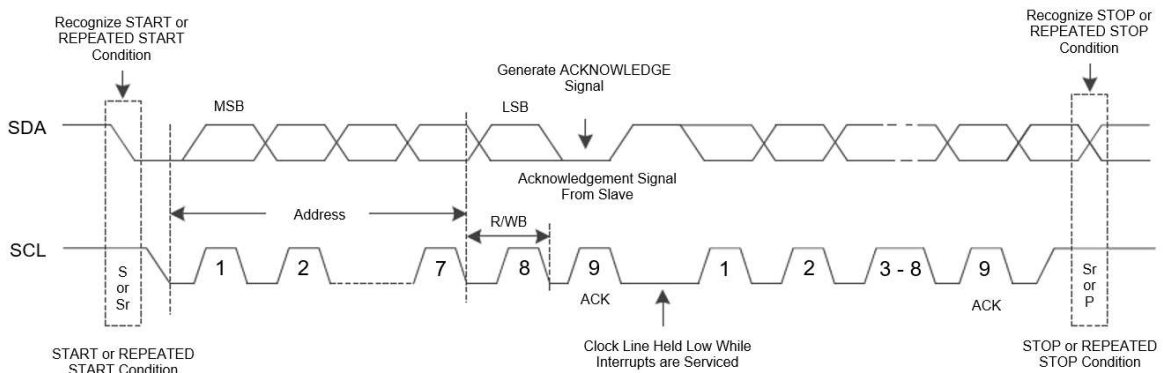 Recognize START or
REPEATED START
Condition
Recognize STOP or
REPEATED STOP
Condition
Generate ACKNOWLEDGE
Signal
MSB
LSB
SDA
Acknowledgement Signal
From Slave
Address
R/WB
SCL
S
or
Sr
1
2
7
8
9
1
2
3 - 8
9
Sr
or
P
ACK
ACK
START or REPEATED
START Condition
Clock Line Held Low While
Interrupts are Serviced
STOP or REPEATED
STOP Condition